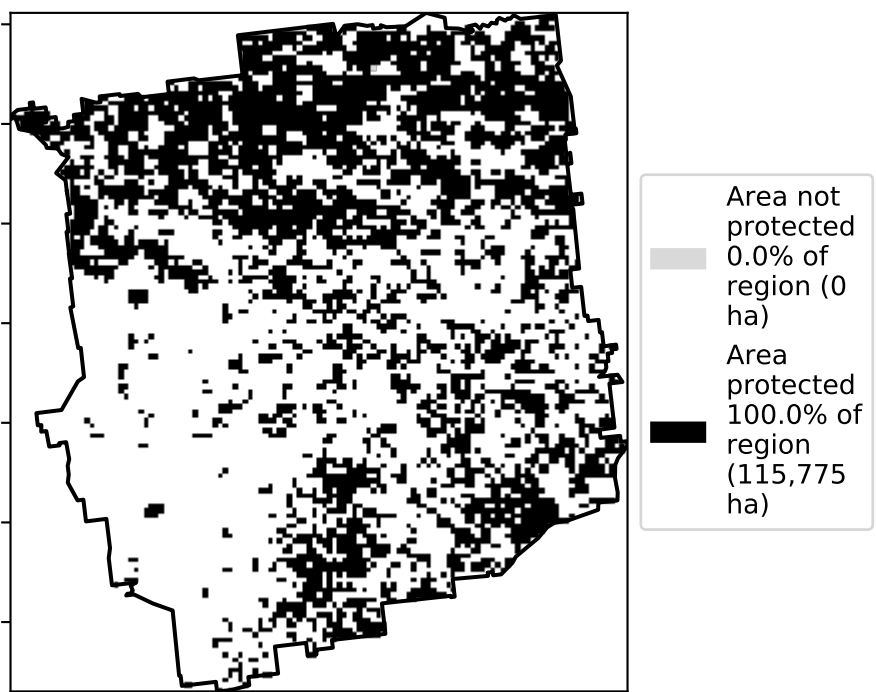 Area not
protected
0.0% of
region (0
ha)
Area
protected
100.0% of
region
(115,775
ha)